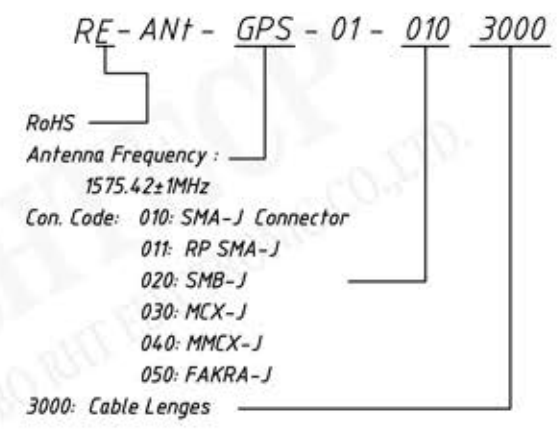 RE- ANt - GPS - 01 - 010 3000
RoHS
Antenna Frequency :
1575.42±1MHz
Con. Code: 010: SMA-J Connector
011: RP SMA-J
020: SMB-J
030: MCX-J
040: MMCX-J
050: FAKRA-J
3000: Cable Lenges